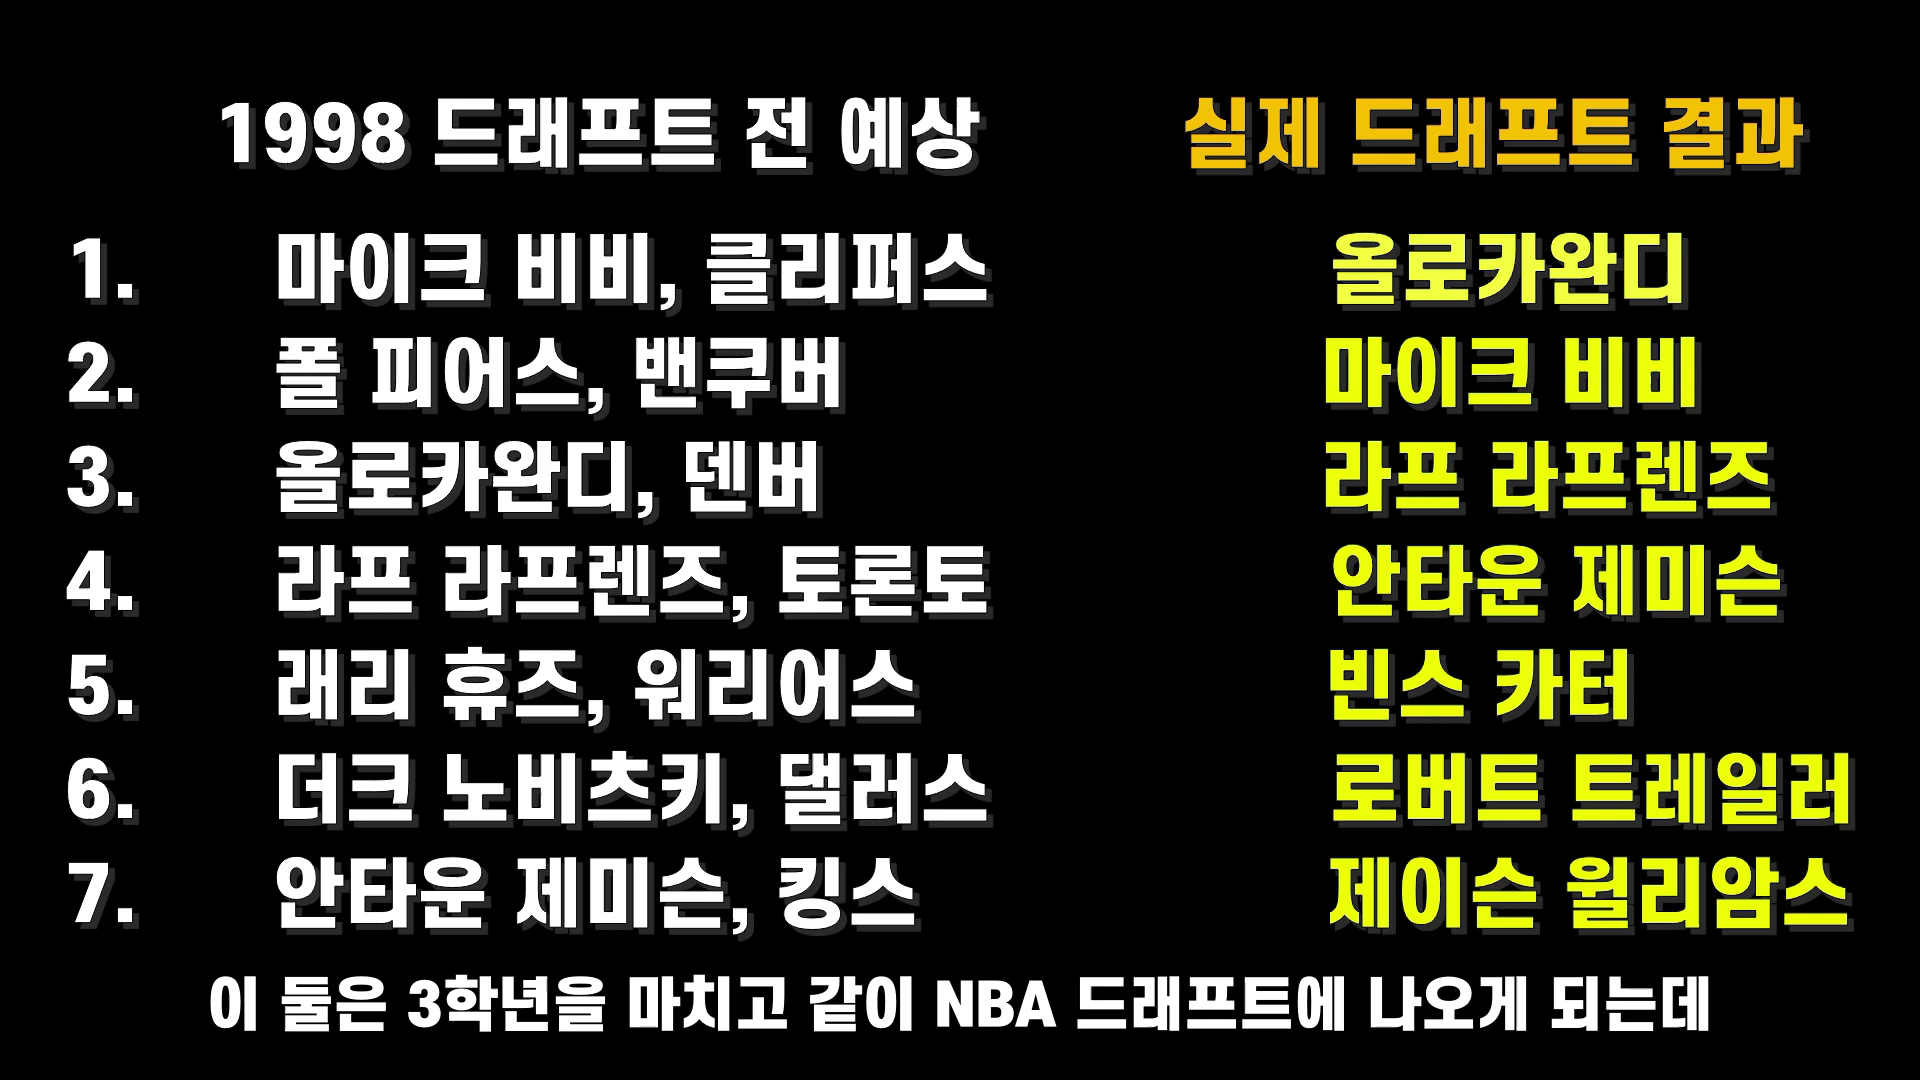 1998 드래프트 전 예상 실제 드래프트 결과
1. 마이크 비비, 클리퍼스 올로카완디
2. 폴 피어스, 밴쿠버 마이크 비비
3. 올로카완디, 덴버 라프 라프렌즈
4. 라프 라프렌즈, 토론토 안타운 제미슨
5. 래리 휴즈, 워리어스 빈스 카터
6. 더크 노비츠키, 댈러스 로버트 트레일러
7. 안타운 제미슨, 킹스 제이슨 윌리암스
이 둘은 3학년을 마치고 같이 NBA 드래프트에 나오게 되는데